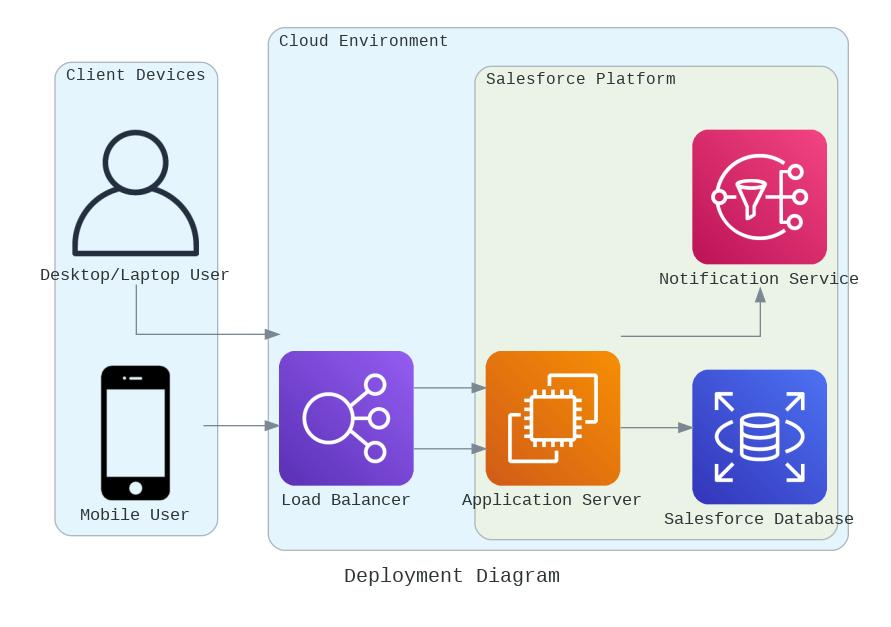 Cloud Environment
Client Devices
Salesforce Platform
Desktop/Laptop User
Notification Service
Mobile User
Load Balancer
Application Server
Salesforce Database
Deployment Diagram